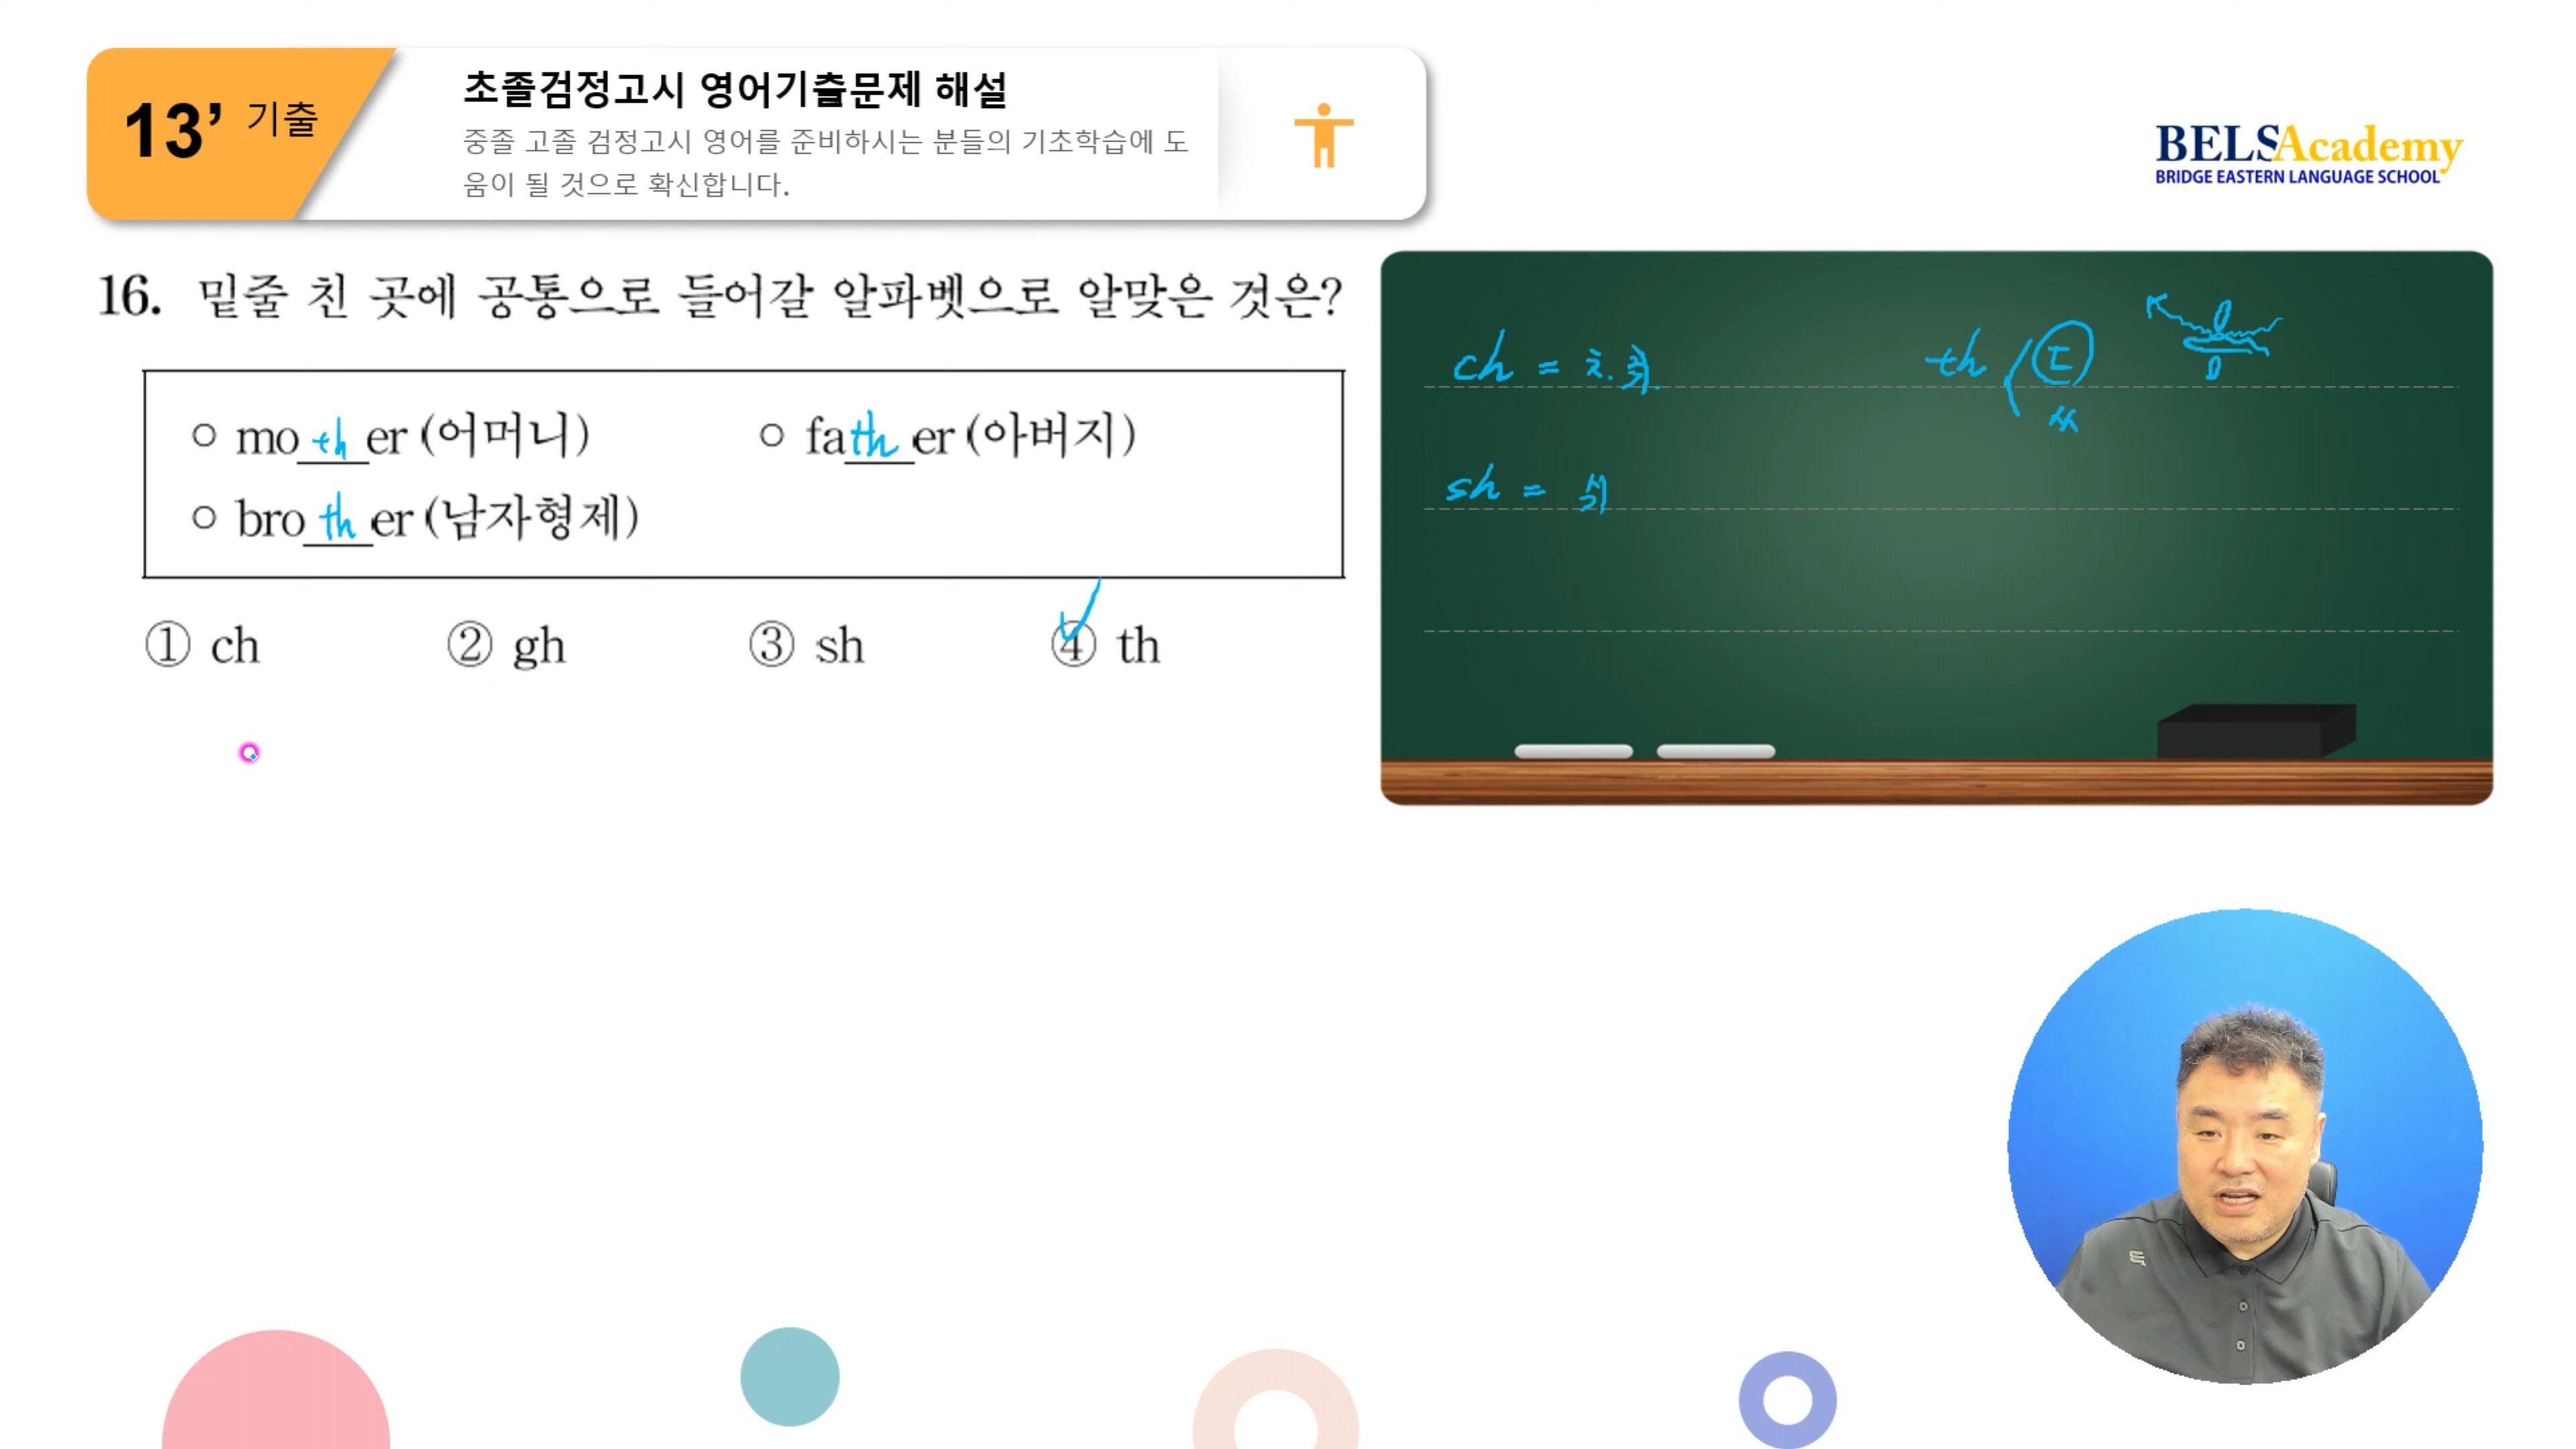 13’ 기출
초졸검정고시 영어기출문제 해설
중졸 고졸 검정고시 영어를 준비하시는 분들의 기초학습에 도
움이 될 것으로 확신합니다.
BELSAcademy
BRIDGE EASTERN LANGUAGE SCHOOL
16. 밑줄 친 곳에 공통으로 들어갈 알파벳으로 알맞은 것은?
○ mo th er (어머니) ○ fa th er (아버지)
○ bro th er (남자형제)
① ch ② gh ③ sh ④ th
ch = ㅊ. 취. th ㄷ
ㅆ
sh = 쉬